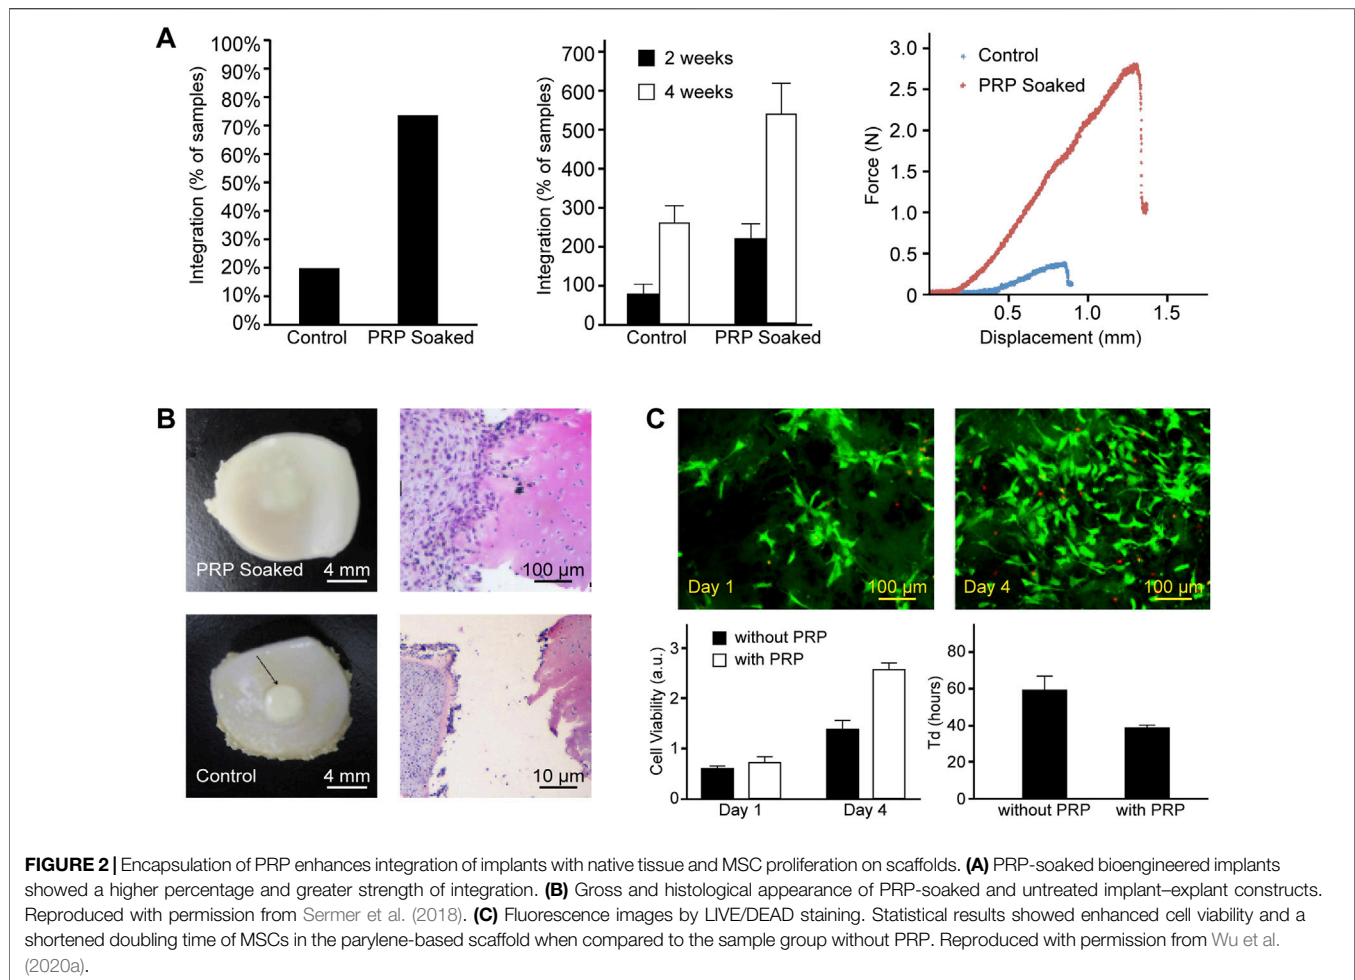 A
100%
90%
80%
70%
60%
50%
40%
30%
20%
10%
0%
Integration (% of samples)
Control PRP Soaked
700
600
500
400
300
200
100
0
Integration (% of samples)
2 weeks
4 weeks
Control PRP Soaked
3.0
2.5
2.0
1.5
1.0
0.5
0
Force (N)
Control
PRP Soaked
0.5 1.0 1.5
Displacement (mm)
B
PRP Soaked 4 mm
100 µm
Control 4 mm
10 µm
C
Day 1 100 µm
Day 4 100 µm
3
2
1
0
Cell Viability (a.u.)
without PRP
with PRP
Day 1 Day 4
80
60
40
20
0
Td (hours)
without PRP with PRP
FIGURE 2 | Encapsulation of PRP enhances integration of implants with native tissue and MSC proliferation on scaffolds. (A) PRP-soaked bioengineered implants
showed a higher percentage and greater strength of integration. (B) Gross and histological appearance of PRP-soaked and untreated implant–explant constructs.
Reproduced with permission from Sermer et al. (2018). (C) Fluorescence images by LIVE/DEAD staining. Statistical results showed enhanced cell viability and a
shortened doubling time of MSCs in the parylene-based scaffold when compared to the sample group without PRP. Reproduced with permission from Wu et al.
(2020a).